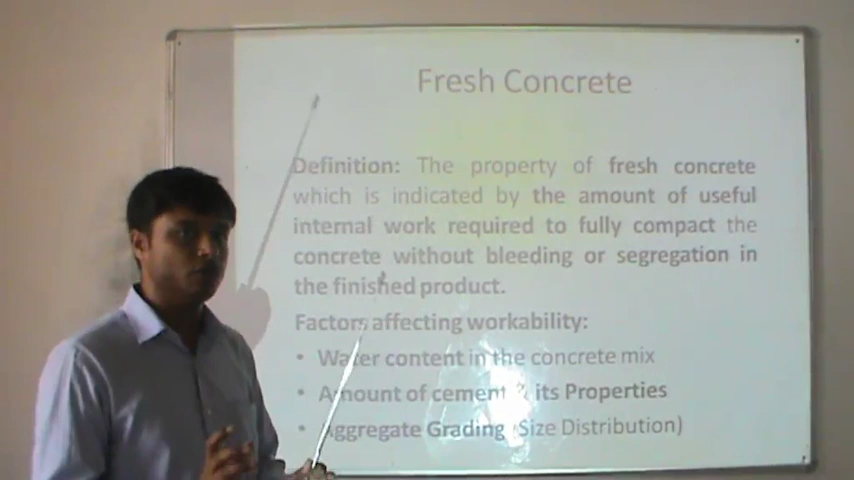 Fresh Concrete
Definition: The property of fresh concrete
which is indicated by the amount of useful
internal work required to fully compact the
concrete without bleeding or segregation in
the finished product.
Factors affecting workability:
• Water content in the concrete mix
• Amount of cement & its Properties
• Aggregate Grading (Size Distribution)